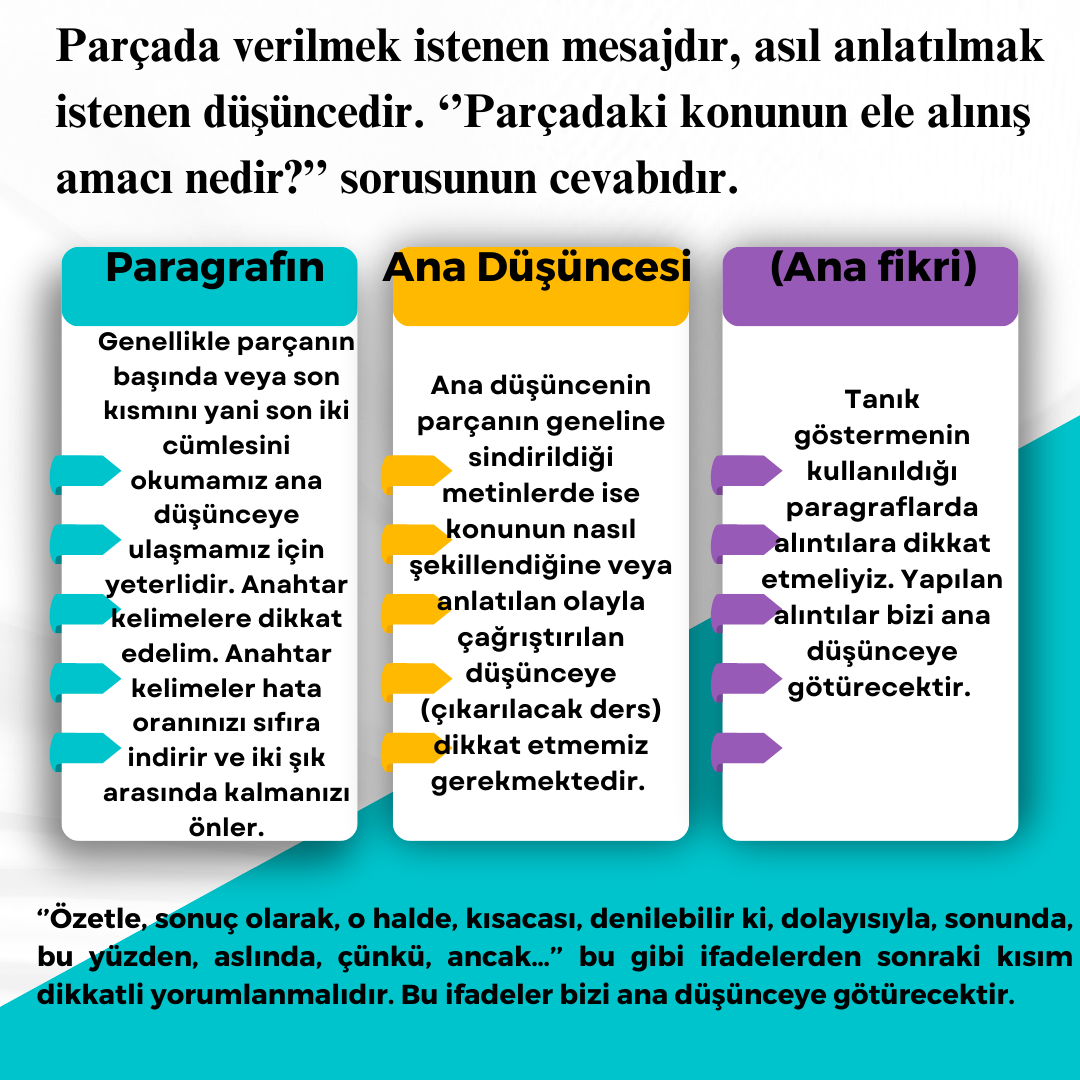 Parçada verilmek istenen mesajdır, asıl anlatılmak
istenen düşüncedir. ‘’Parçadaki konunun ele alınış
amacı nedir?’’ sorusunun cevabıdır.
Paragrafın
Genellikle parçanın
başında veya son
kısmını yani son iki
cümlesini
okumamız ana
düşünceye
ulaşmamız için
yeterlidir. Anahtar
kelimelere dikkat
edelim. Anahtar
kelimeler hata
oranınızı sıfıra
indirir ve iki şık
arasında kalmanızı
önler.
Ana Düşüncesi
Ana düşüncenin
parçanın geneline
sindirildiği
metinlerde ise
konunun nasıl
şekillendiğine veya
anlatılan olayla
çağrıştırılan
düşünceye
(çıkarılacak ders)
dikkat etmemiz
gerekmektedir.
(Ana fikri)
Tanık
göstermenin
kullanıldığı
paragraflarda
alıntılara dikkat
etmeliyiz. Yapılan
alıntılar bizi ana
düşünceye
götürecektir.
‘’Özetle, sonuç olarak, o halde, kısacası, denilebilir ki, dolayısıyla, sonunda,
bu yüzden, aslında, çünkü, ancak...’’ bu gibi ifadelerden sonraki kısım
dikkatli yorumlanmalıdır. Bu ifadeler bizi ana düşünceye götürecektir.